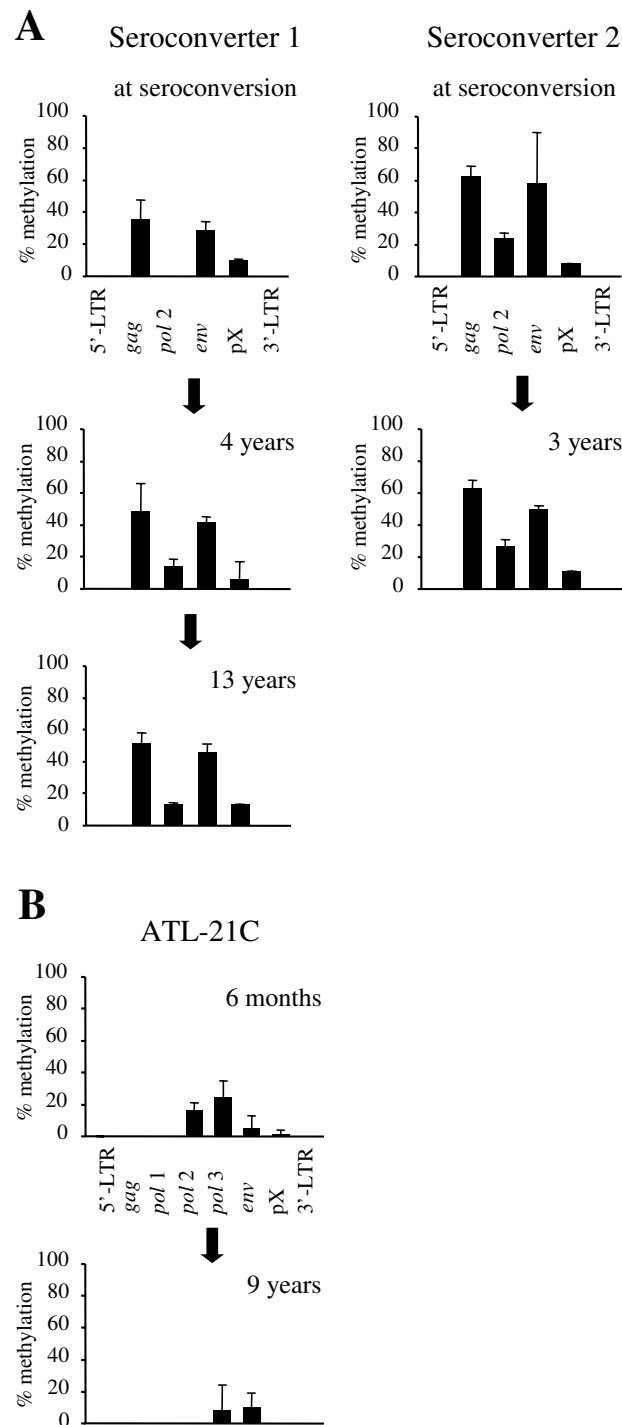 A
Seroconverter 1
Seroconverter 2
at seroconversion
at seroconversion
% methylation
100
80
60
40
20
0
5'-LTR
gag
pol 2
env
pX
3'-LTR
% methylation
100
80
60
40
20
0
5'-LTR
gag
pol 2
env
pX
3'-LTR
4 years
% methylation
100
80
60
40
20
0
3 years
% methylation
100
80
60
40
20
0
13 years
% methylation
100
80
60
40
20
0
B
ATL-21C
6 months
% methylation
100
80
60
40
20
0
5'-LTR
gag
pol 1
pol 2
pol 3
env
pX
3'-LTR
9 years
% methylation
100
80
60
40
20
0